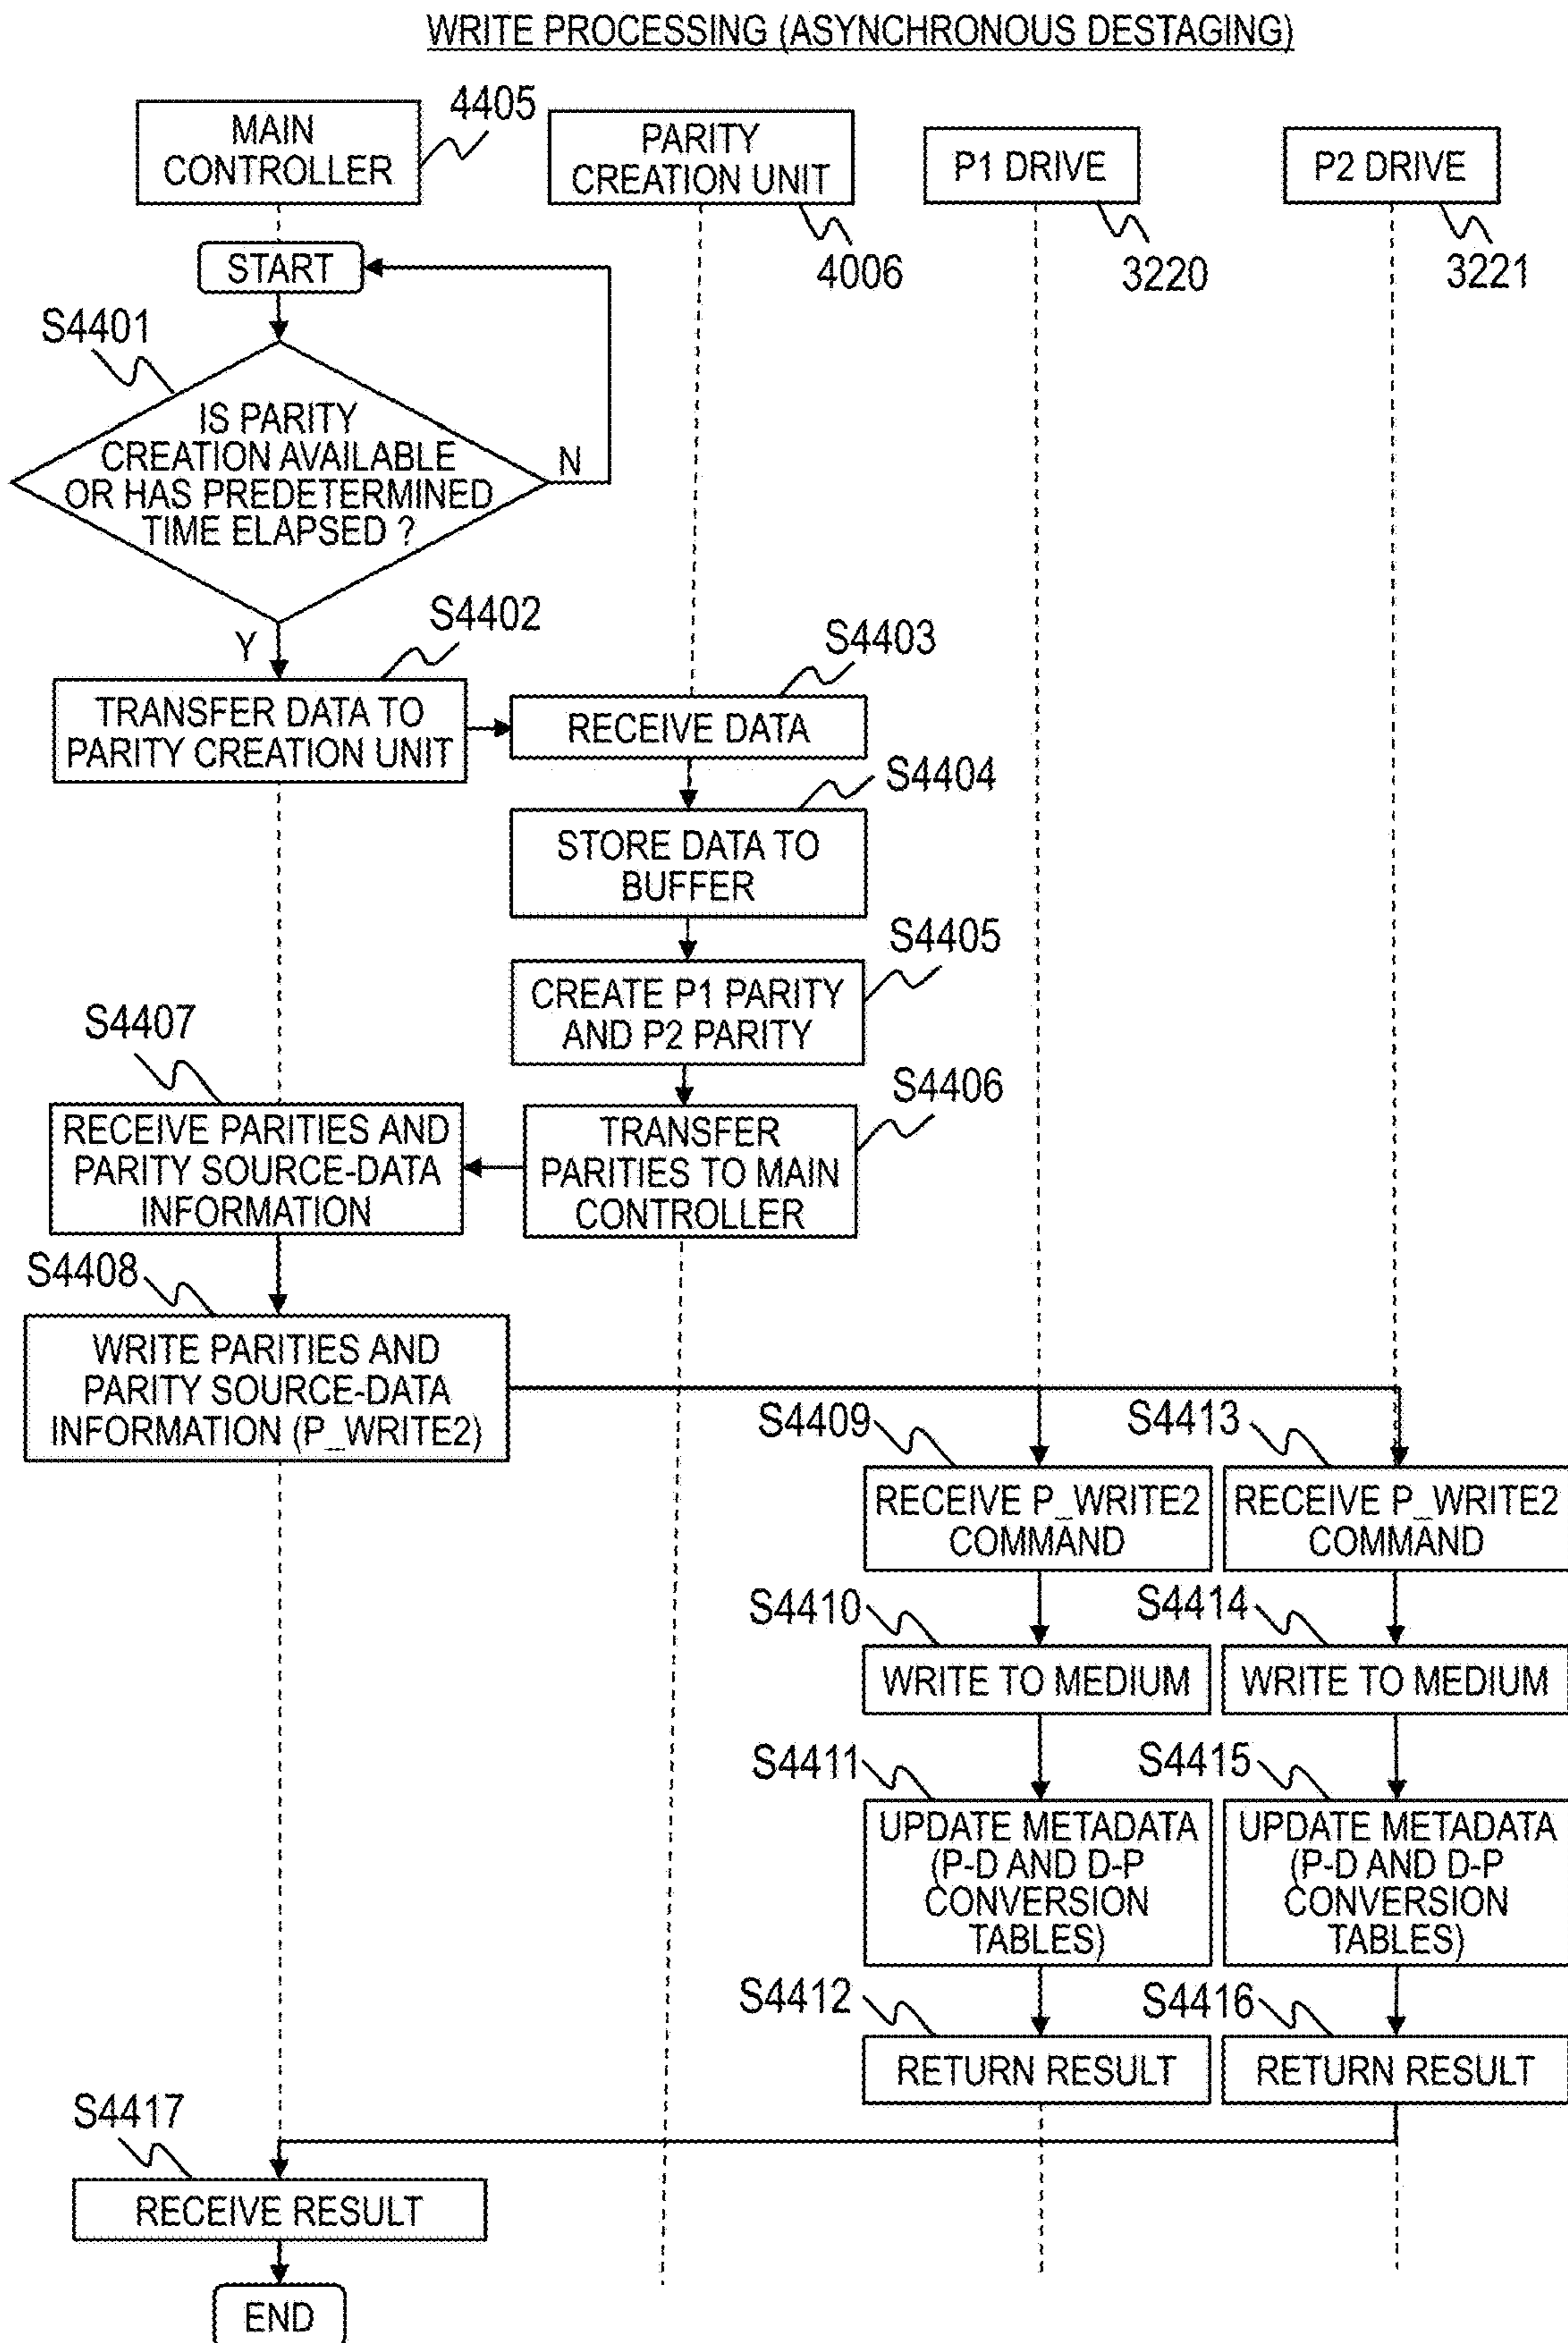 WRITE PROCESSING (ASYNCHRONOUS DESTAGING)
MAIN
CONTROLLER
4405
PARITY
CREATION UNIT
4006
P1 DRIVE
3220
P2 DRIVE
3221
START
S4401
IS PARITY
CREATION AVAILABLE
OR HAS PREDETERMINED
TIME ELAPSED ?
N
Y
S4402
TRANSFER DATA TO
PARITY CREATION UNIT
S4403
RECEIVE DATA
S4404
STORE DATA TO
BUFFER
S4405
CREATE P1 PARITY
AND P2 PARITY
S4406
TRANSFER
PARITIES TO MAIN
CONTROLLER
S4407
RECEIVE PARITIES AND
PARITY SOURCE-DATA
INFORMATION
S4408
WRITE PARITIES AND
PARITY SOURCE-DATA
INFORMATION (P_WRITE2)
S4409
RECEIVE P_WRITE2
COMMAND
S4413
RECEIVE P_WRITE2
COMMAND
S4410
WRITE TO MEDIUM
S4414
WRITE TO MEDIUM
S4411
UPDATE METADATA
(P-D AND D-P
CONVERSION
TABLES)
S4415
UPDATE METADATA
(P-D AND D-P
CONVERSION
TABLES)
S4412
RETURN RESULT
S4416
RETURN RESULT
S4417
RECEIVE RESULT
END